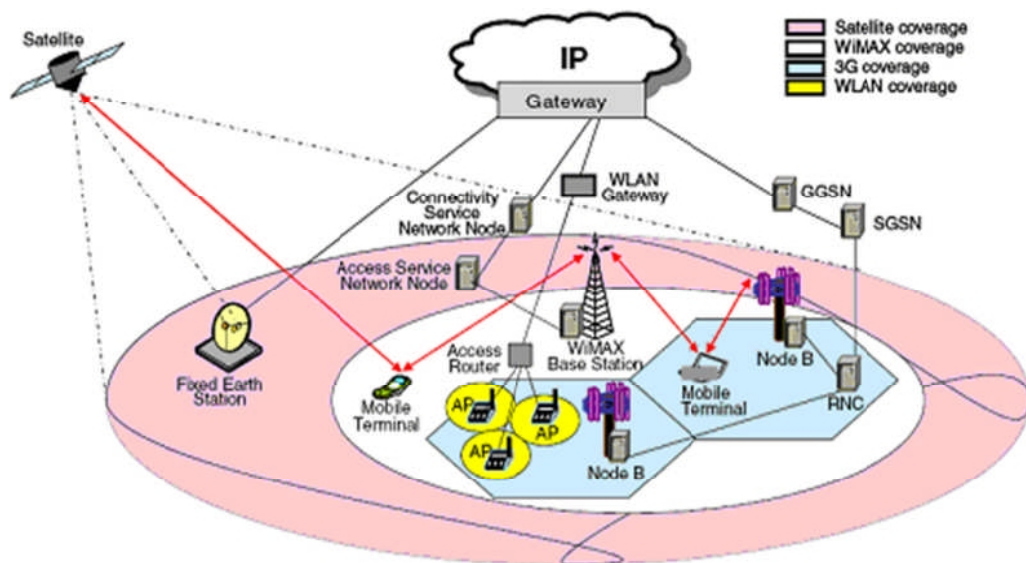 Satellite
IP
Gateway
Satellite coverage
WiMAX coverage
3G coverage
WLAN coverage
WLAN
Gateway
Connectivity
Service
Network Node
GGSN
SGSN
Access Service
Network Node
Fixed Earth
Station
Access
Router
WiMAX
Base Station
Mobile
Terminal
Mobile
Terminal
Node B
RNC
AP
AP
AP
Node B